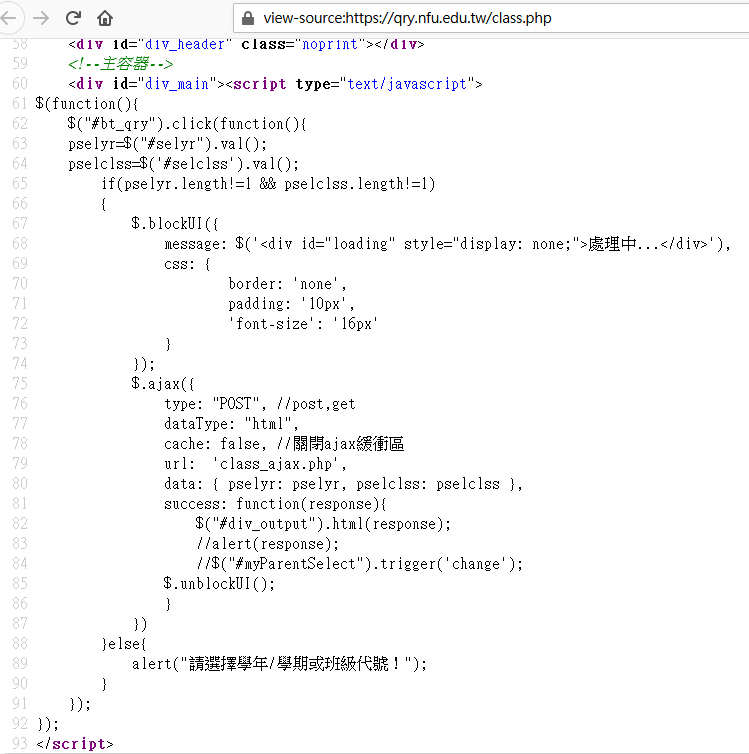 view-source:https://qry.nfu.edu.tw/class.php
58 <div id="div_header" class="noprint"></div>
59 <!--主容器-->
60 <div id="div_main"><script type="text/javascript">
61 $(function(){
62 $("#bt_qry").click(function(){
63 pselyr=$("#selyr").val();
64 pselclss=$('#selclss').val();
65 if(pselyr.length!=1 && pselclss.length!=1)
66 {
67 $.blockUI({
68 message: $('<div id="loading" style="display: none;">處理中...</div>'),
69 css: {
70 border: 'none',
71 padding: '10px',
72 'font-size': '16px'
73 }
74 });
75 $.ajax({
76 type: "POST", //post,get
77 dataType: "html",
78 cache: false, //關閉ajax緩衝區
79 url: 'class_ajax.php',
80 data: { pselyr: pselyr, pselclss: pselclss },
81 success: function(response){
82 $("#div_output").html(response);
83 //alert(response);
84 //$("#myParentSelect").trigger('change');
85 $.unblockUI();
86 }
87 })
88 }else{
89 alert("請選擇學年/學期或班級代號！");
90 }
91 });
92 });
93 </script>